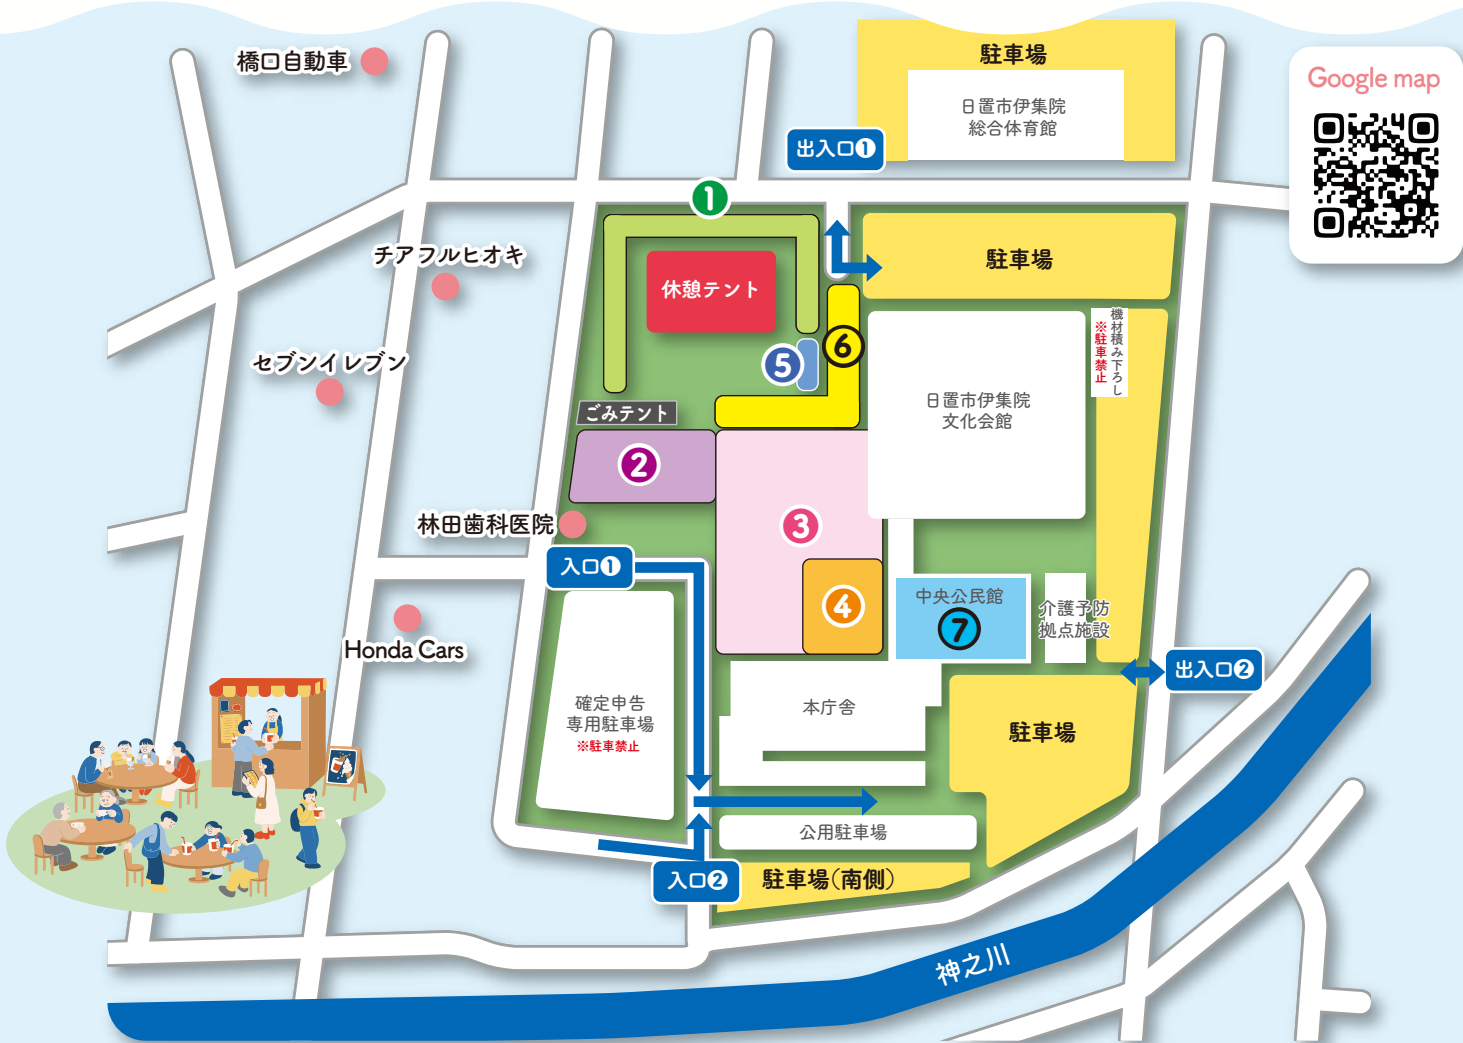 橋口自動車
駐車場
日置市伊集院
総合体育館
Google map
出入口❶
1
チアフルヒオキ
休憩テント
駐車場
機材積み下ろし
※駐車禁止
6
5
セブンイレブン
日置市伊集院
文化会館
ごみテント
2
林田歯科医院
3
入口❶
4
中央公民館
7
介護予防
拠点施設
Honda Cars
出入口❷
確定申告
専用駐車場
※駐車禁止
本庁舎
駐車場
公用駐車場
入口❷
駐車場(南側)
神之川